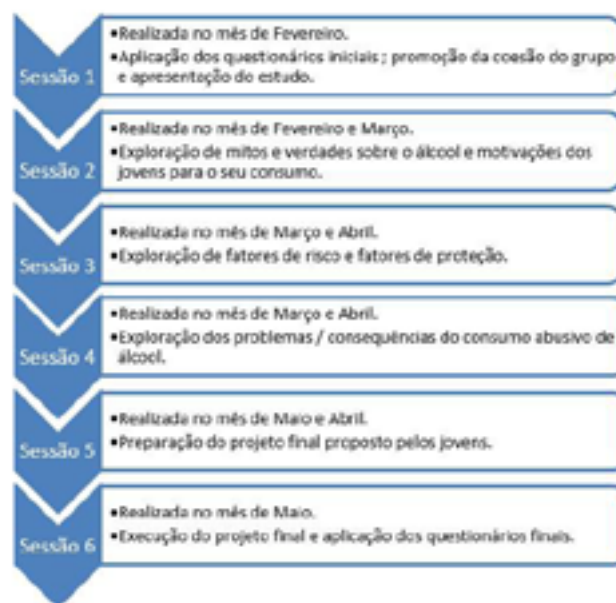 Sessão 1
•Realizada no mês de Fevereiro.
•Aplicação dos questionários iniciais ; promoção da coesão do grupo
e apresentação do estudo.
Sessão 2
•Realizada no mês de Fevereiro e Março.
•Exploração de mitos e verdades sobre o álcool e motivações dos
jovens para o seu consumo.
Sessão 3
•Realizada no mês de Março e Abril.
•Exploração de fatores de risco e fatores de proteção.
Sessão 4
•Realizada no mês de Março e Abril.
•Exploração dos problemas / consequências do consumo abusivo de
álcool.
Sessão 5
•Realizada no mês de Maio e Abril.
•Preparação do projeto final proposto pelos jovens.
Sessão 6
•Realizada no mês de Maio.
•Execução do projeto final e aplicação dos questionários finais.